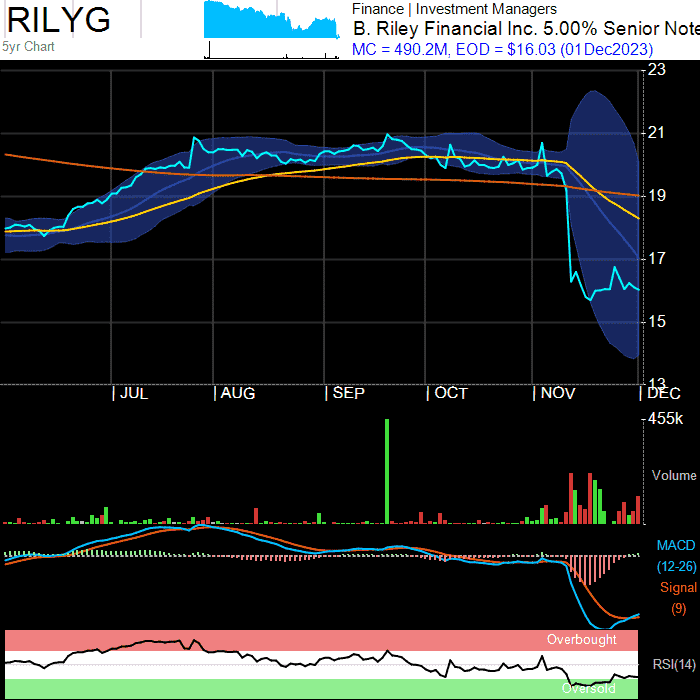 RILYG
Finance | Investment Managers
B. Riley Financial Inc. 5.00% Senior Note
5yr Chart
MC = 490.2M, EOD = $16.03 (01Dec2023)
23
21
19
17
15
13
JUL AUG SEP OCT NOV DEC
455k
Volume
MACD
(12-26)
Signal
(9)
Overbought
RSI(14)
Oversold